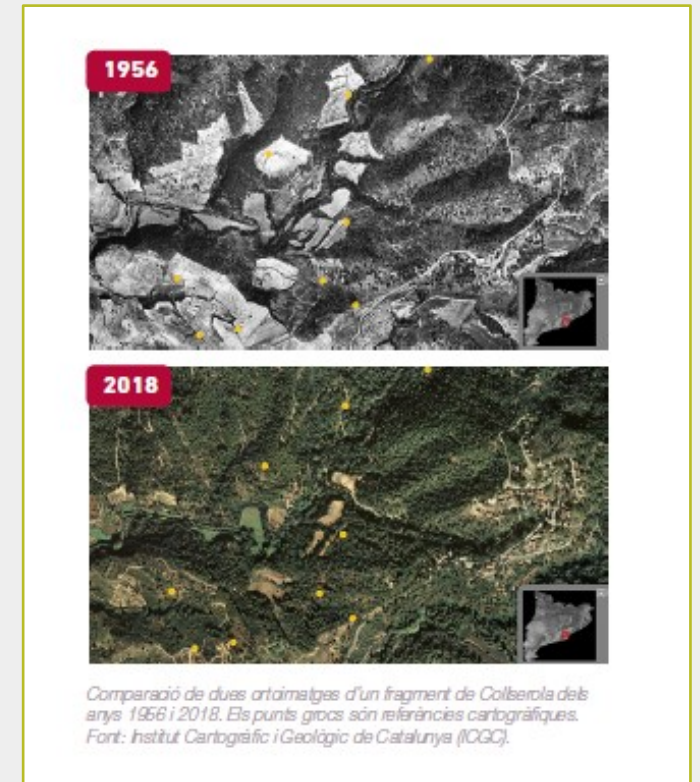 1956
2018
Comparació de dues ortoimatges d'un fragment de Collserola dels
anys 1956 i 2018. Els punts grocs són referències cartogràfiques.
Font: Institut Cartogràfic i Geològic de Catalunya (ICGC).